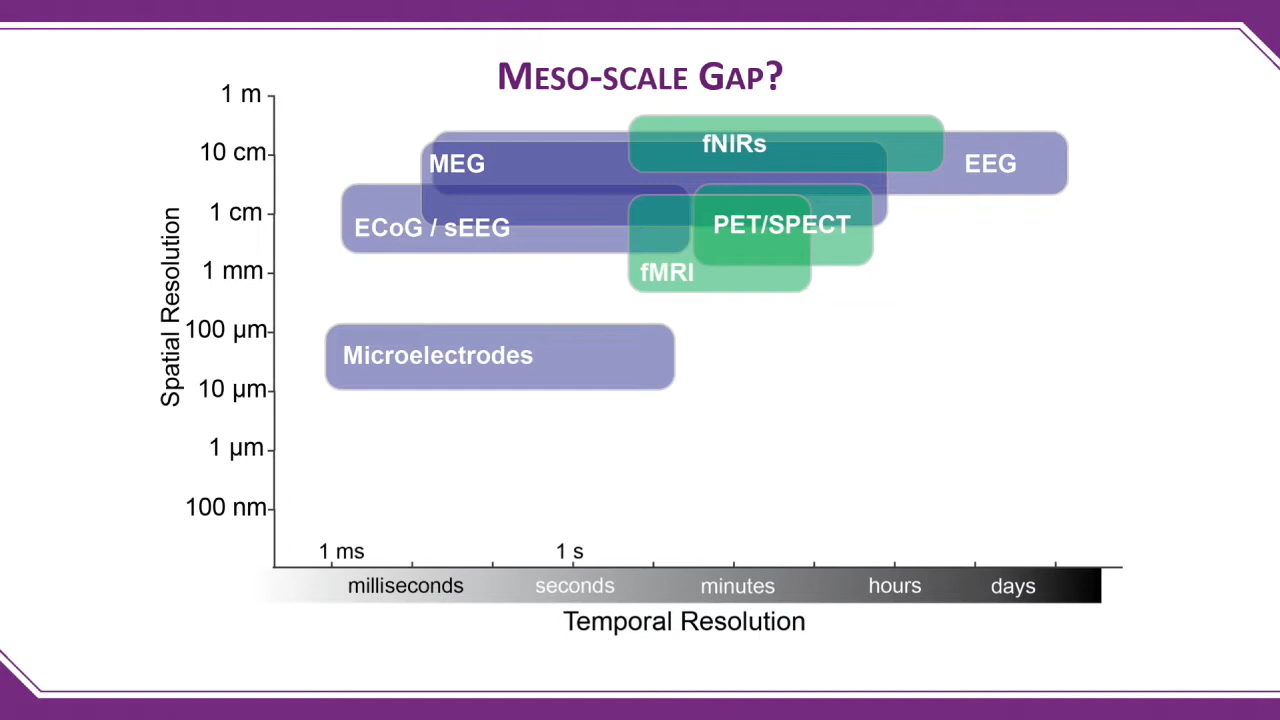 MESO-SCALE GAP?
1 m
10 cm
1 cm
1 mm
100 µm
10 µm
1 µm
100 nm
Spatial Resolution
fNIRs
MEG
EEG
ECoG / sEEG
PET/SPECT
fMRI
Microelectrodes
1 ms
1 s
milliseconds
seconds
minutes
hours
days
Temporal Resolution